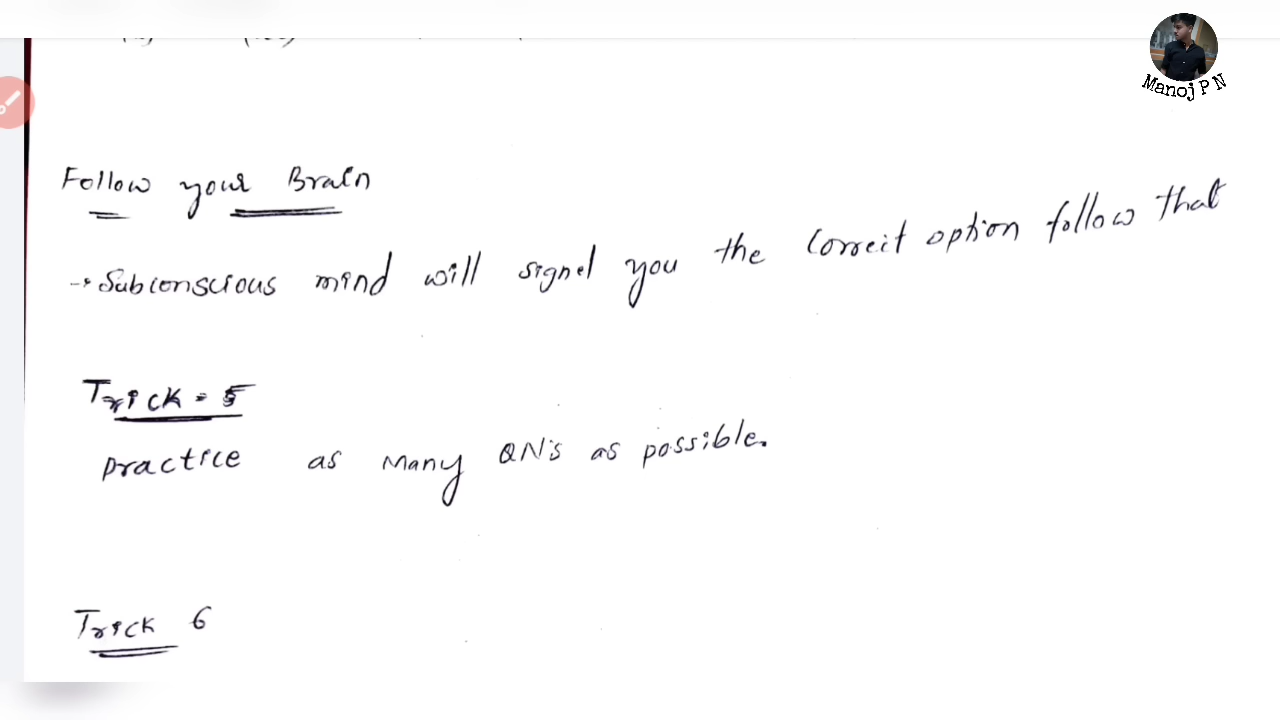 Manoj P N
Follow your Brain
→ Subconscious mind will signel you the correct option follow that
Trick = 5
Practice as many QN's as possible.
Trick 6